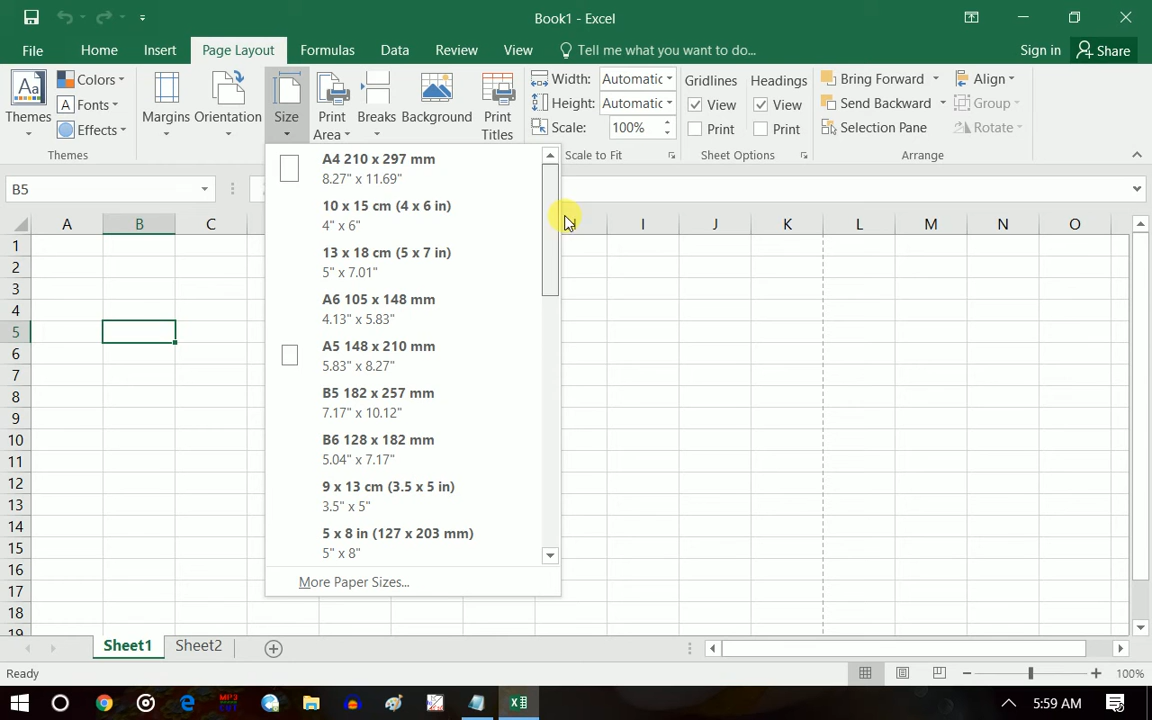 Book1 - Excel
File Home Insert Page Layout Formulas Data Review View Tell me what you want to do... Sign in Share
Themes
Colors
Fonts
Effects
Themes
Margins
Orientation
Size
Print Area
Breaks
Background
Print Titles
Width: Automatic
Height: Automatic
Scale: 100%
Scale to Fit
Gridlines
View
Print
Headings
View
Print
Sheet Options
Bring Forward
Send Backward
Selection Pane
Align
Group
Rotate
Arrange
B5
A B C H I J K L M N O
1
2
3
4
5
6
7
8
9
10
11
12
13
14
15
16
17
18
19
A4 210 x 297 mm
8.27" x 11.69"
10 x 15 cm (4 x 6 in)
4" x 6"
13 x 18 cm (5 x 7 in)
5" x 7.01"
A6 105 x 148 mm
4.13" x 5.83"
A5 148 x 210 mm
5.83" x 8.27"
B5 182 x 257 mm
7.17" x 10.12"
B6 128 x 182 mm
5.04" x 7.17"
9 x 13 cm (3.5 x 5 in)
3.5" x 5"
5 x 8 in (127 x 203 mm)
5" x 8"
More Paper Sizes...
Sheet1 Sheet2
Ready
100%
5:59 AM